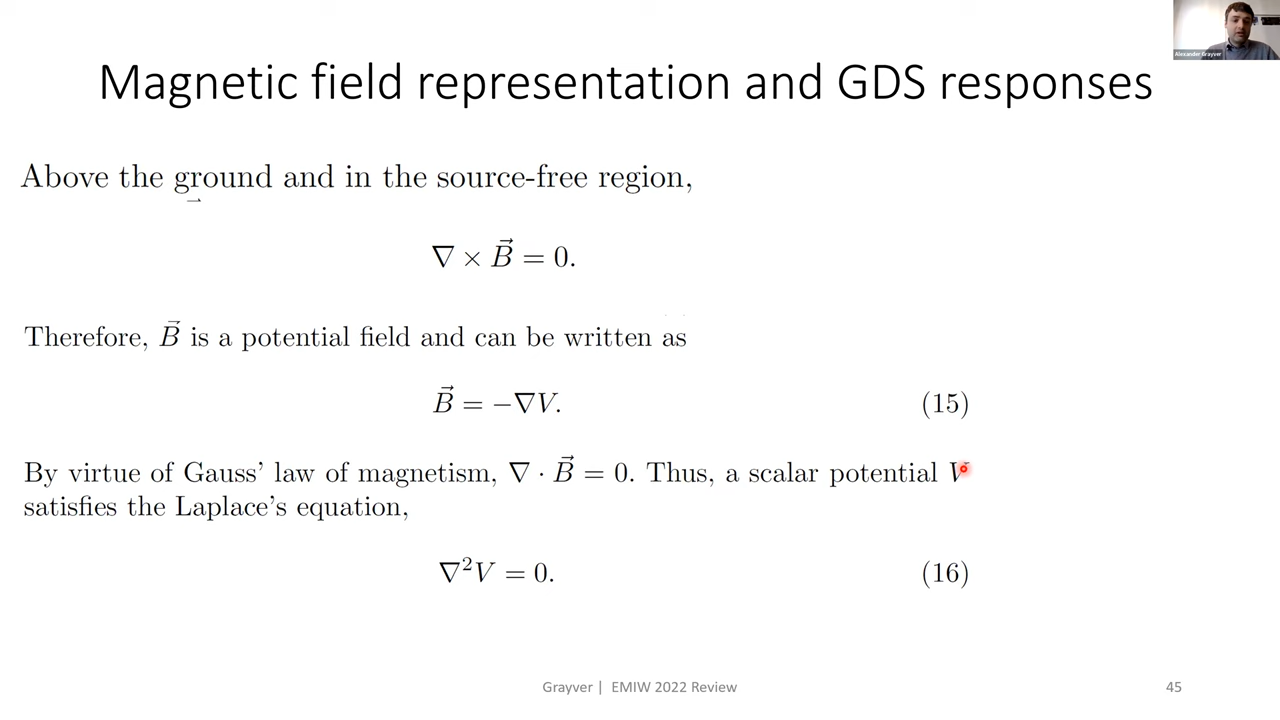 Alexander Grayver
Magnetic field representation and GDS responses
Above the ground and in the source-free region,
∇ × B⃗ = 0.
Therefore, B⃗ is a potential field and can be written as
B⃗ = −∇V. (15)
By virtue of Gauss' law of magnetism, ∇ · B⃗ = 0. Thus, a scalar potential V
satisfies the Laplace's equation,
∇²V = 0. (16)
Grayver | EMIW 2022 Review 45